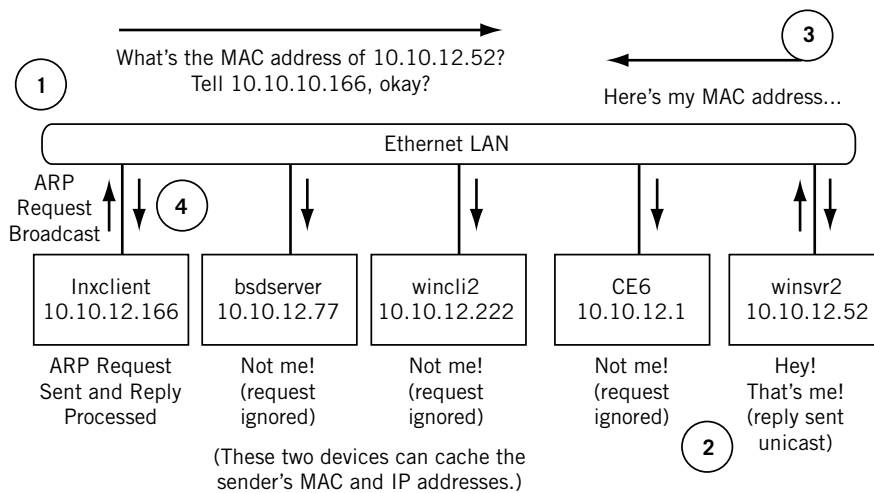 What's the MAC address of 10.10.12.52?
Tell 10.10.10.166, okay?
3
1
Here's my MAC address...
Ethernet LAN
ARP
Request
Broadcast
4
lnxclient
10.10.12.166
bsdserver
10.10.12.77
wincli2
10.10.12.222
CE6
10.10.12.1
winsvr2
10.10.12.52
ARP Request
Sent and Reply
Processed
Not me!
(request
ignored)
Not me!
(request
ignored)
Not me!
(request
ignored)
Hey!
That's me!
(reply sent
unicast)
2
(These two devices can cache the
sender's MAC and IP addresses.)